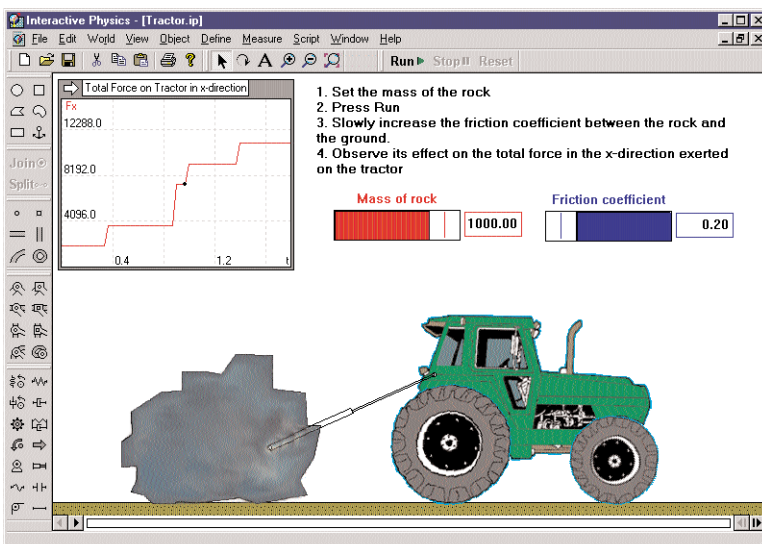 Interactive Physics - [Tractor.ip]
File Edit World View Object Define Measure Script Window Help
A ? Run Stop Reset
Total Force on Tractor in x-direction
Fx
12288.0
8192.0
4096.0
0.4 1.2 t
1. Set the mass of the rock
2. Press Run
3. Slowly increase the friction coefficient between the rock and
the ground.
4. Observe its effect on the total force in the x-direction exerted
on the tractor
Mass of rock
1000.00
Friction coefficient
0.20
Join
Split